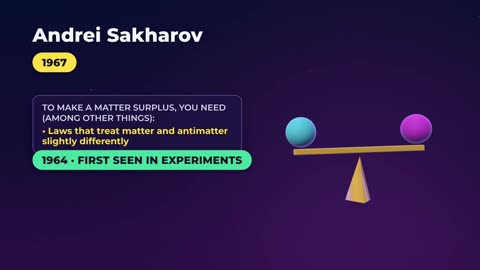 Andrei Sakharov
1967
TO MAKE A MATTER SURPLUS, YOU NEED
(AMONG OTHER THINGS):
• Laws that treat matter and antimatter
slightly differently
1964 • FIRST SEEN IN EXPERIMENTS